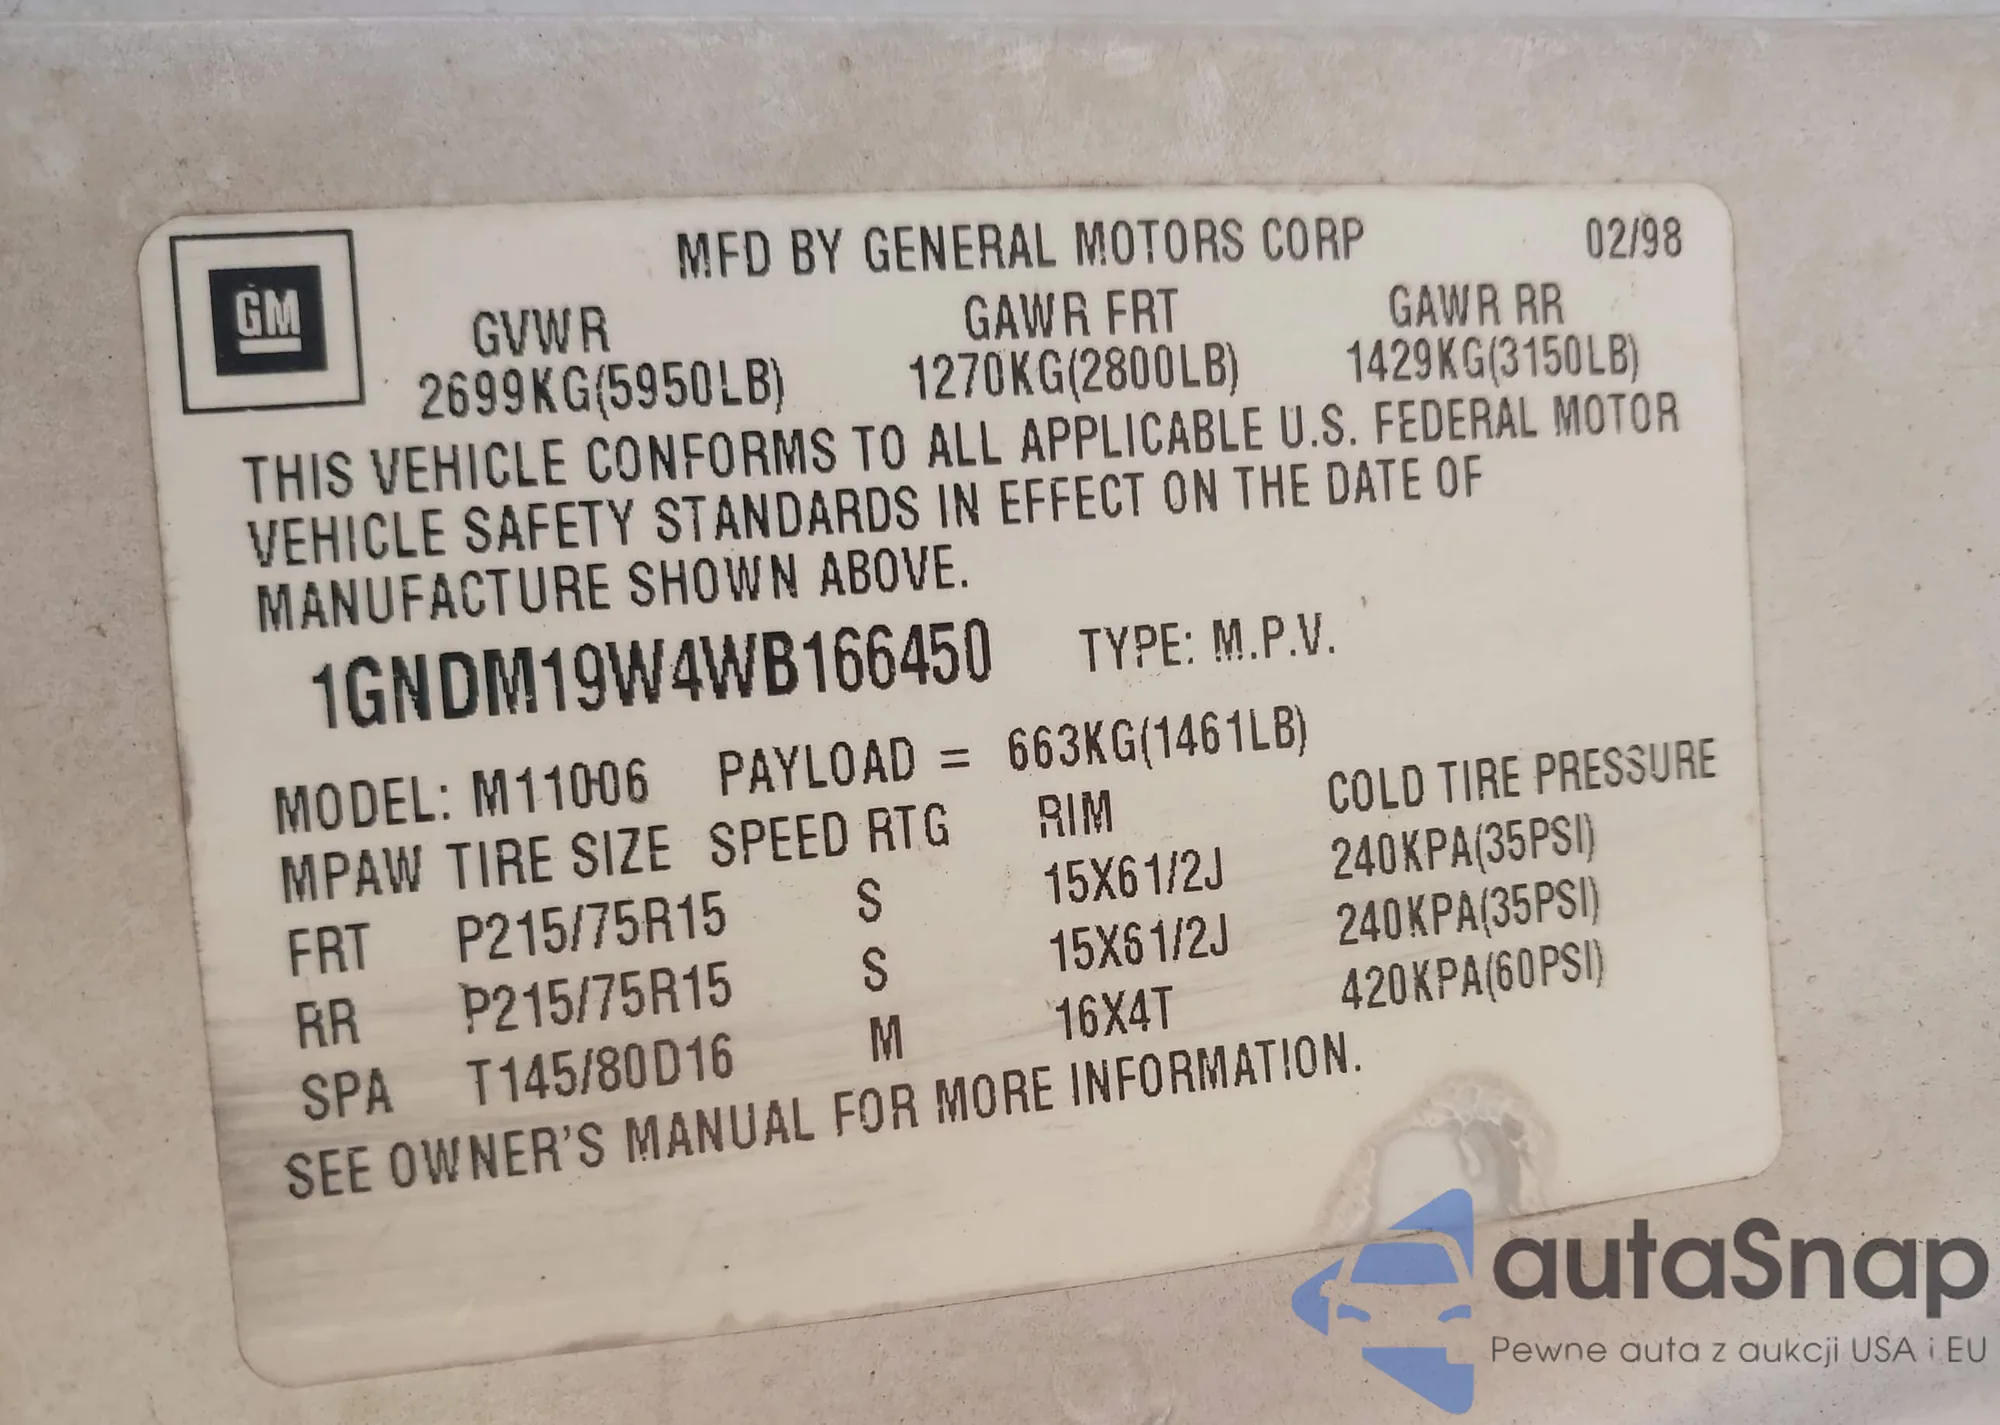 GM
MFD BY GENERAL MOTORS CORP 02/98
GVWR GAWR FRT GAWR RR
2699KG(5950LB) 1270KG(2800LB) 1429KG(3150LB)
THIS VEHICLE CONFORMS TO ALL APPLICABLE U.S. FEDERAL MOTOR
VEHICLE SAFETY STANDARDS IN EFFECT ON THE DATE OF
MANUFACTURE SHOWN ABOVE.
1GNDM19W4WB166450 TYPE: M.P.V.
MODEL: M11006 PAYLOAD = 663KG(1461LB)
MPAW TIRE SIZE SPEED RTG RIM COLD TIRE PRESSURE
FRT P215/75R15 S 15X61/2J 240KPA(35PSI)
RR P215/75R15 S 15X61/2J 240KPA(35PSI)
SPA T145/80D16 M 16X4T 420KPA(60PSI)
SEE OWNER'S MANUAL FOR MORE INFORMATION.
autaSnap
Pewne auta z aukcji USA i EU